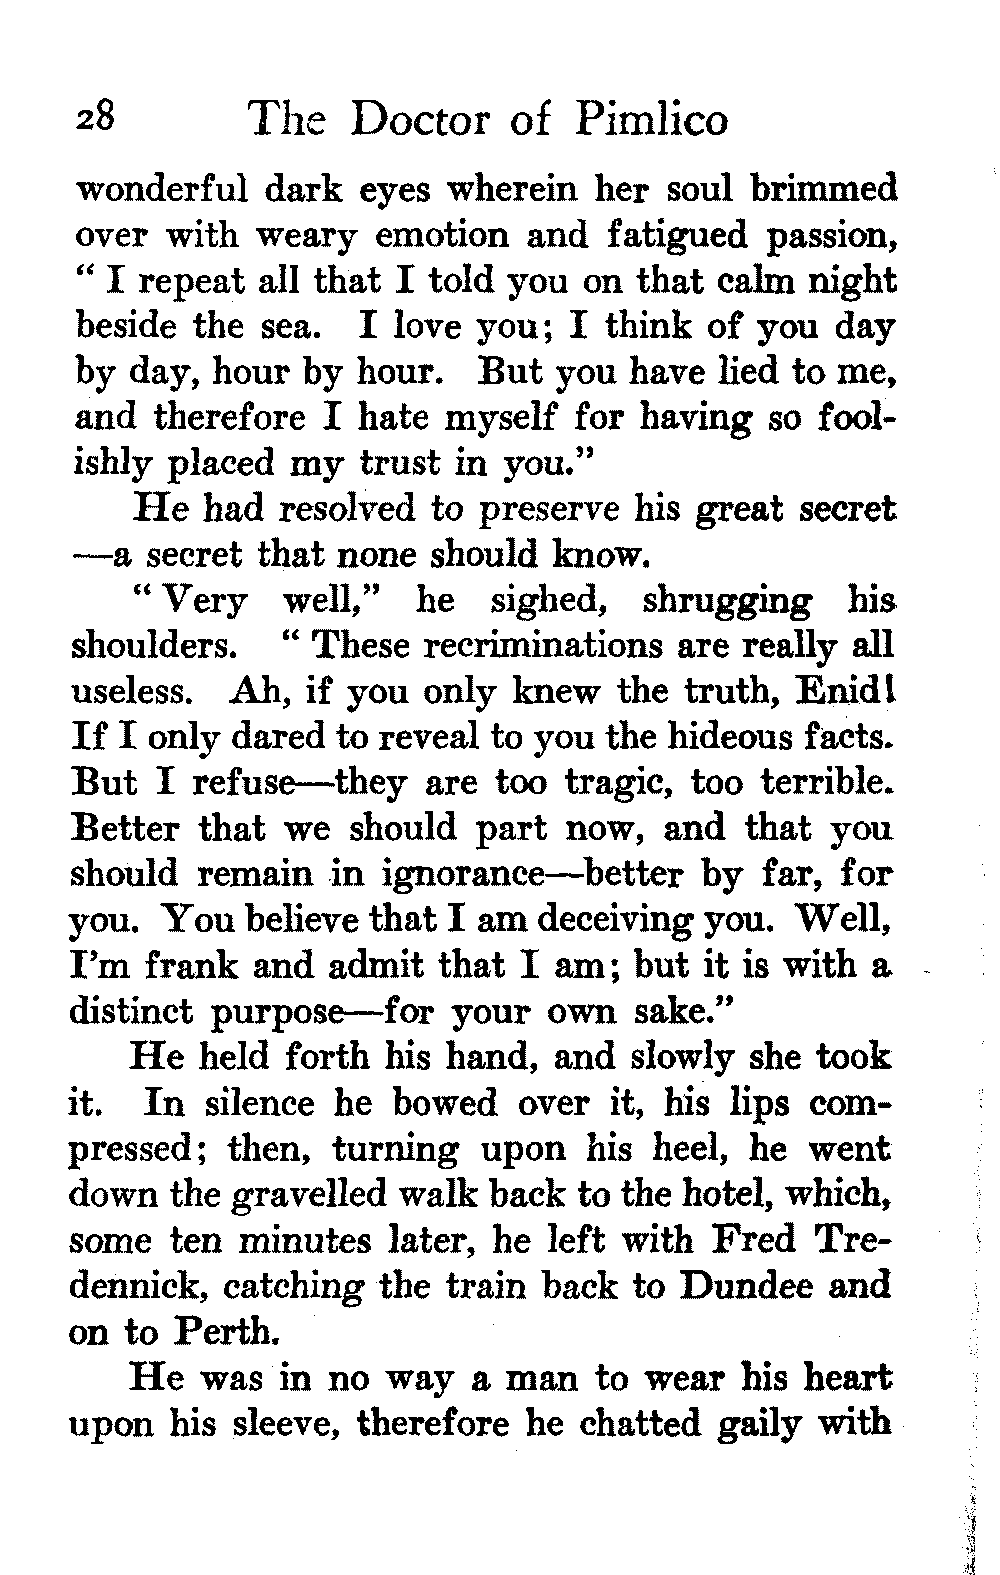 28 The Doctor of Pimlico
wonderful dark eyes wherein her soul brimmed
over with weary emotion and fatigued passion,
“ I repeat all that I told you on that calm night
beside the sea. I love you; I think of you day
by day, hour by hour. But you have lied to me,
and therefore I hate myself for having so fool-
ishly placed my trust in you.”
He had resolved to preserve his great secret
—a secret that none should know.
“ Very well,” he sighed, shrugging his
shoulders. “ These recriminations are really all
useless. Ah, if you only knew the truth, Enid!
If I only dared to reveal to you the hideous facts.
But I refuse—they are too tragic, too terrible.
Better that we should part now, and that you
should remain in ignorance—better by far, for
you. You believe that I am deceiving you. Well,
I’m frank and admit that I am; but it is with a
distinct purpose—for your own sake.”
He held forth his hand, and slowly she took
it. In silence he bowed over it, his lips com-
pressed; then, turning upon his heel, he went
down the gravelled walk back to the hotel, which,
some ten minutes later, he left with Fred Tre-
dennick, catching the train back to Dundee and
on to Perth.
He was in no way a man to wear his heart
upon his sleeve, therefore he chatted gaily with